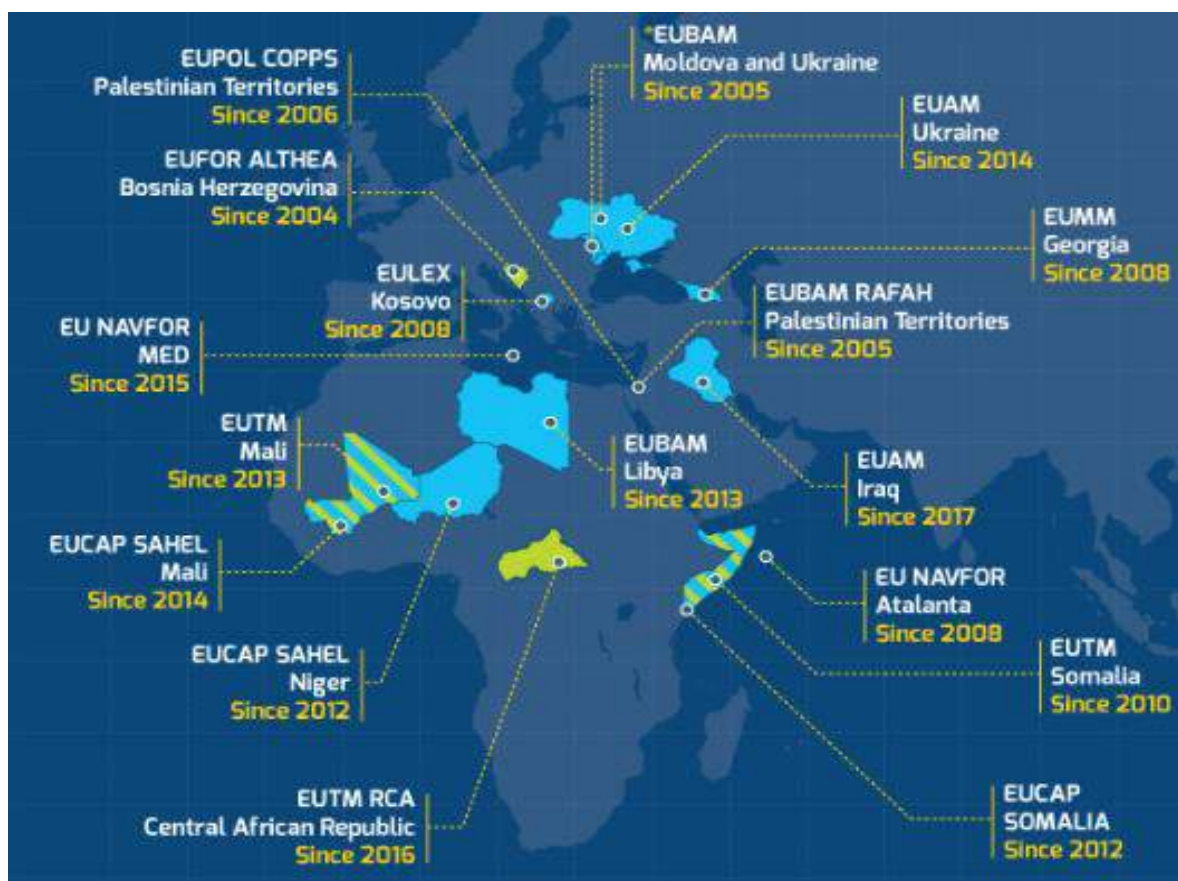 EUPOL COPPS
Palestinian Territories
Since 2006
EUFOR ALTHEA
Bosnia Herzegovina
Since 2004
EULEX
Kosovo
Since 2008
EU NAVFOR
MED
Since 2015
EUTM
Mali
Since 2013
EUCAP SAHEL
Mali
Since 2014
EUCAP SAHEL
Niger
Since 2012
EUTM RCA
Central African Republic
Since 2016
*EUBAM
Moldova and Ukraine
Since 2005
EUAM
Ukraine
Since 2014
EUMM
Georgia
Since 2008
EUBAM RAFAH
Palestinian Territories
Since 2005
EUBAM
Libya
Since 2013
EUAM
Iraq
Since 2017
EU NAVFOR
Atalanta
Since 2008
EUTM
Somalia
Since 2010
EUCAP
SOMALIA
Since 2012